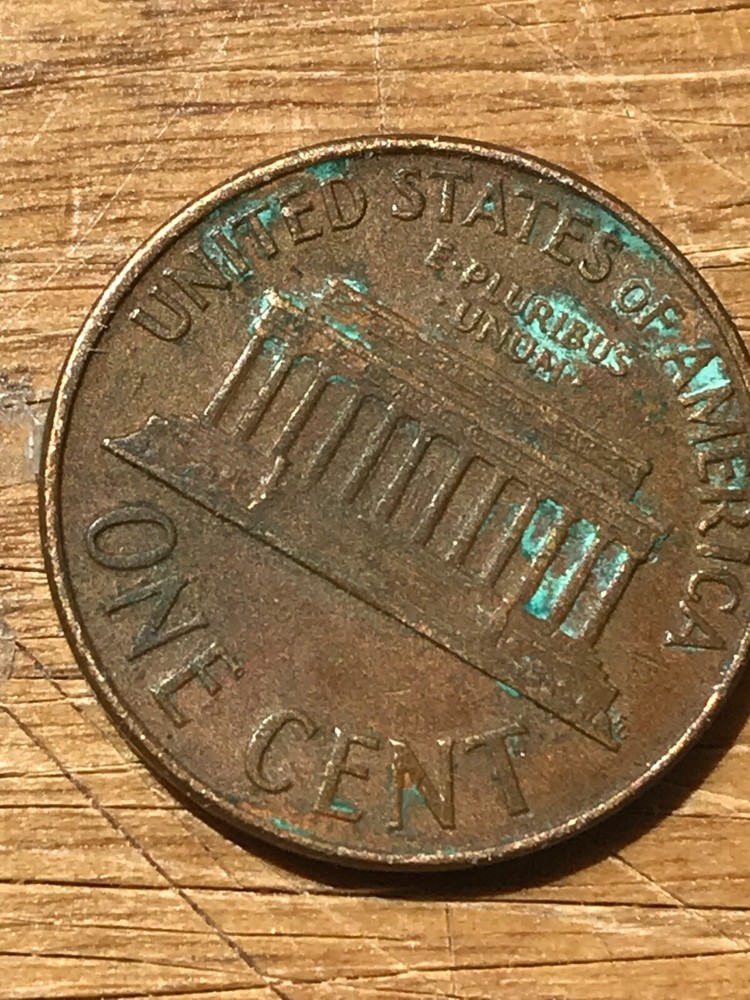 UNITED STATES OF AMERICA
E·PLURIBUS
UNUM
ONE CENT